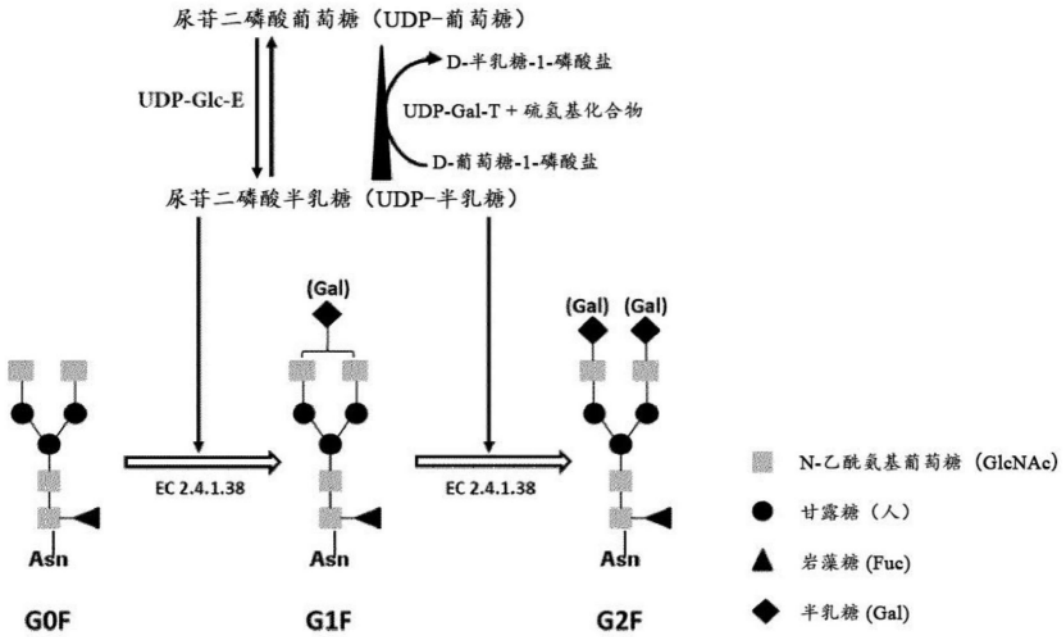 尿苷二磷酸葡萄糖（UDP-葡萄糖）
D-半乳糖-1-磷酸盐
UDP-Glc-E
UDP-Gal-T + 硫氢基化合物
D-葡萄糖-1-磷酸盐
尿苷二磷酸半乳糖（UDP-半乳糖）
(Gal)
(Gal) (Gal)
EC 2.4.1.38
EC 2.4.1.38
Asn
Asn
Asn
G0F
G1F
G2F
N-乙酰氨基葡萄糖（GlcNAc）
甘露糖（人）
岩藻糖 (Fuc)
半乳糖 (Gal)